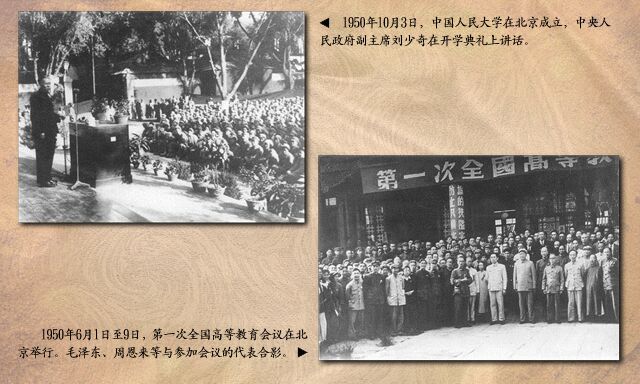 ◀ 1950年10月3日，中国人民大学在北京成立，中央人
民政府副主席刘少奇在开学典礼上讲话。
第一次全國高等教
1950年6月1日至9日，第一次全国高等教育会议在北
京举行。毛泽东、周恩来等与参加会议的代表合影。 ▶